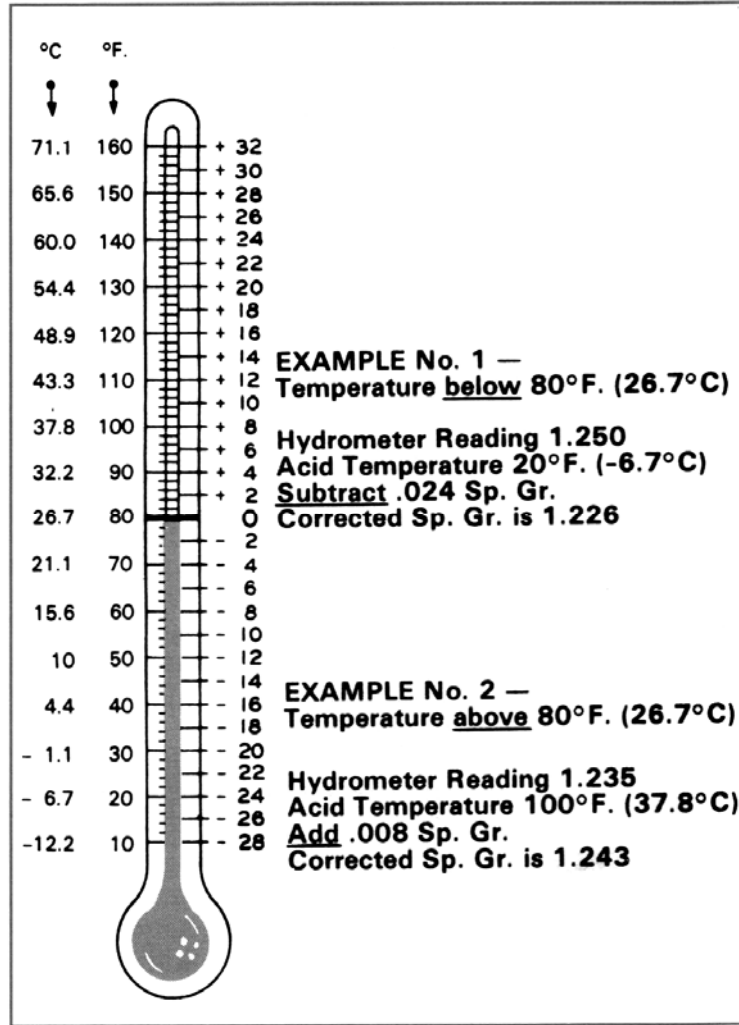 °C °F.
71.1 160 + 32
+ 30
65.6 150 + 28
+ 26
60.0 140 + 24
+ 22
54.4 130 + 20
+ 18
48.9 120 + 16
+ 14
43.3 110 + 12
+ 10
37.8 100 + 8
+ 6
32.2 90 + 4
+ 2
26.7 80 0
- 2
21.1 70 - 4
- 6
15.6 60 - 8
- 10
10 50 - 12
- 14
4.4 40 - 16
- 18
- 1.1 30 - 20
- 22
- 6.7 20 - 24
- 26
-12.2 10 - 28
EXAMPLE No. 1 —
Temperature below 80°F. (26.7°C)
Hydrometer Reading 1.250
Acid Temperature 20°F. (-6.7°C)
Subtract .024 Sp. Gr.
Corrected Sp. Gr. is 1.226
EXAMPLE No. 2 —
Temperature above 80°F. (26.7°C)
Hydrometer Reading 1.235
Acid Temperature 100°F. (37.8°C)
Add .008 Sp. Gr.
Corrected Sp. Gr. is 1.243